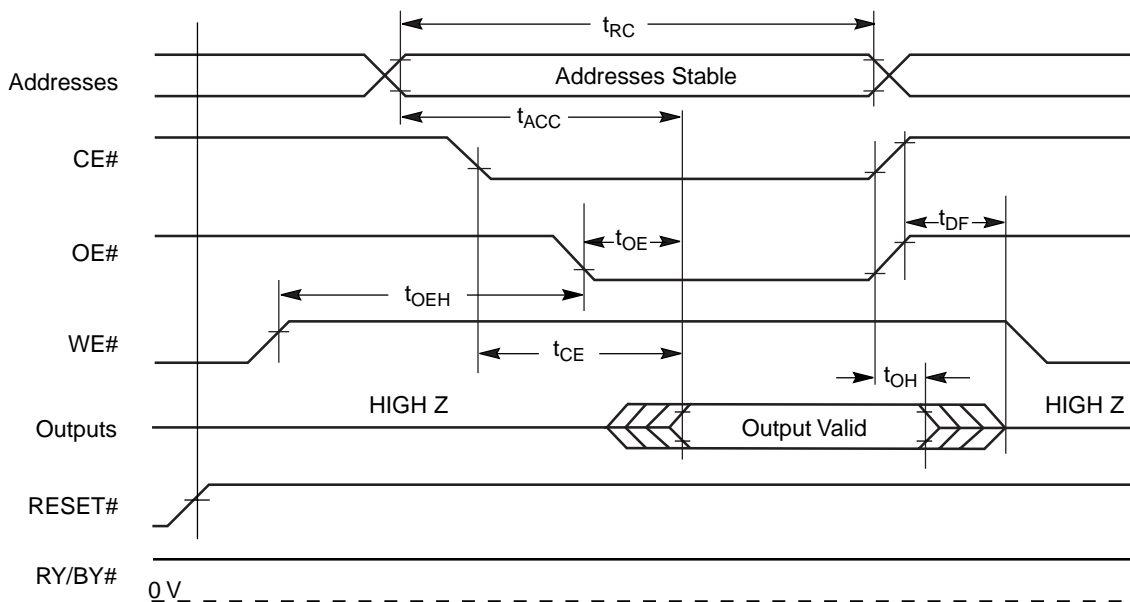 tRC
Addresses
Addresses Stable
tACC
CE#
tDF
OE#
tOE
tOEH
WE#
tCE
tOH
HIGH Z
HIGH Z
Outputs
Output Valid
RESET#
RY/BY#
0 V